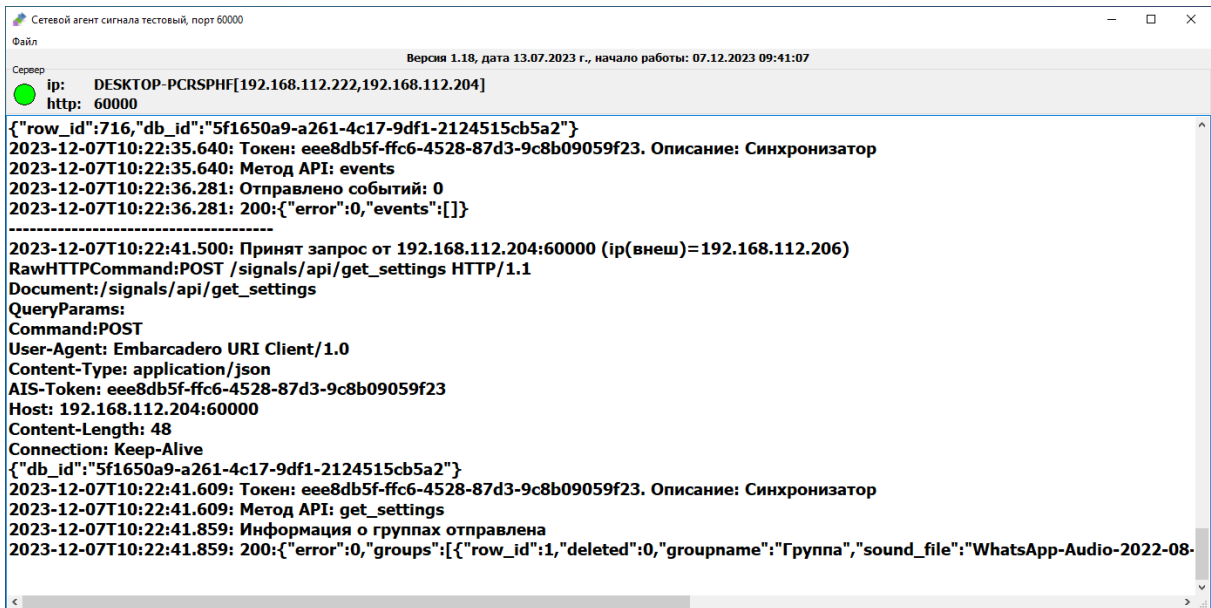 Сетевой агент сигнала тестовый, порт 60000
Файл
Версия 1.18, дата 13.07.2023 г., начало работы: 07.12.2023 09:41:07
Сервер
ip: DESKTOP-PCRSPHF[192.168.112.222,192.168.112.204]
http: 60000
{"row_id":716,"db_id":"5f1650a9-a261-4c17-9df1-2124515cb5a2"}
2023-12-07T10:22:35.640: Токен: eee8db5f-ffc6-4528-87d3-9c8b09059f23. Описание: Синхронизатор
2023-12-07T10:22:35.640: Метод API: events
2023-12-07T10:22:36.281: Отправлено событий: 0
2023-12-07T10:22:36.281: 200:{"error":0,"events":[]}
--------------------------------------
2023-12-07T10:22:41.500: Принят запрос от 192.168.112.204:60000 (ip(внеш)=192.168.112.206)
RawHTTPCommand:POST /signals/api/get_settings HTTP/1.1
Document:/signals/api/get_settings
QueryParams:
Command:POST
User-Agent: Embarcadero URI Client/1.0
Content-Type: application/json
AIS-Token: eee8db5f-ffc6-4528-87d3-9c8b09059f23
Host: 192.168.112.204:60000
Content-Length: 48
Connection: Keep-Alive
{"db_id":"5f1650a9-a261-4c17-9df1-2124515cb5a2"}
2023-12-07T10:22:41.609: Токен: eee8db5f-ffc6-4528-87d3-9c8b09059f23. Описание: Синхронизатор
2023-12-07T10:22:41.609: Метод API: get_settings
2023-12-07T10:22:41.859: Информация о группах отправлена
2023-12-07T10:22:41.859: 200:{"error":0,"groups":[{"row_id":1,"deleted":0,"groupname":"Группа","sound_file":"WhatsApp-Audio-2022-08-